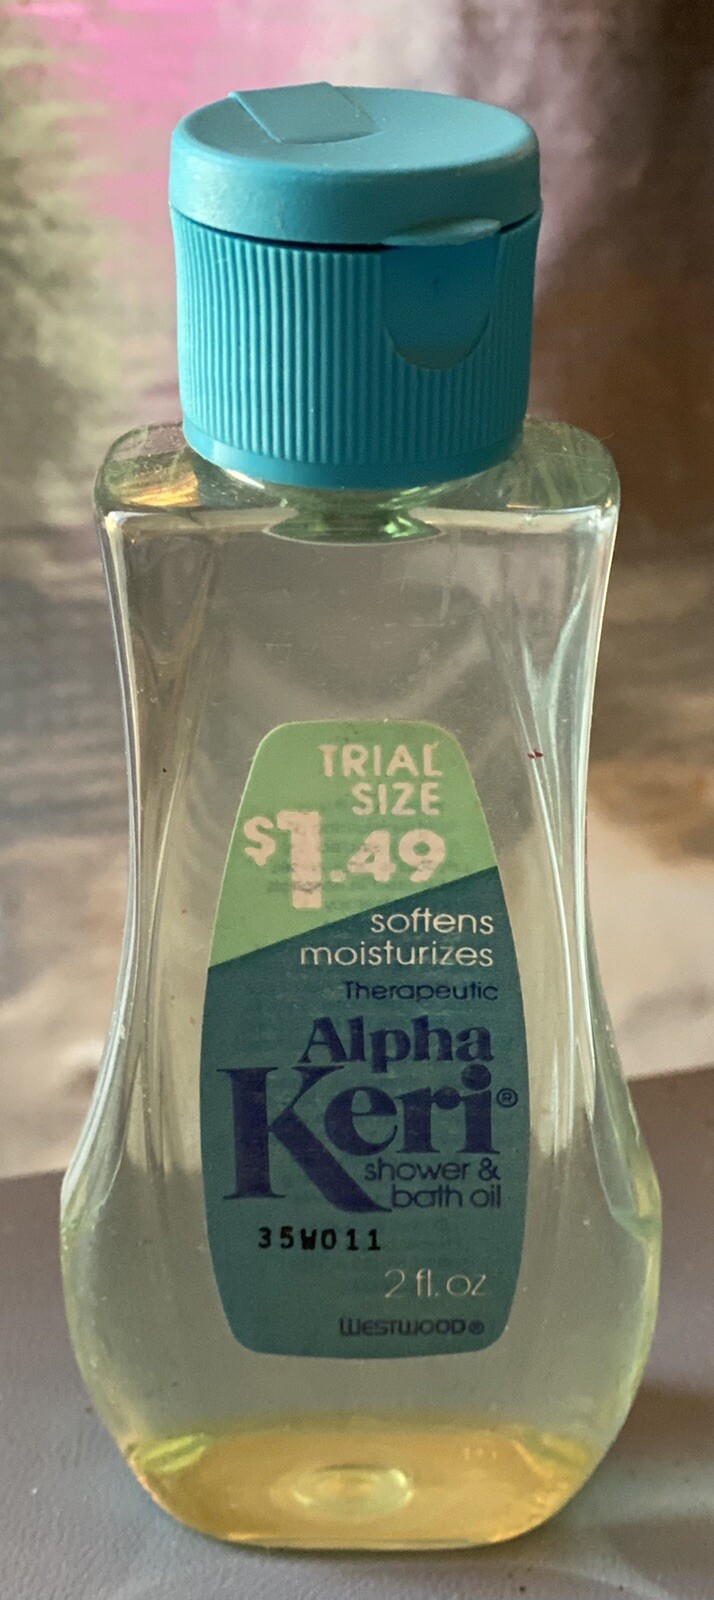 TRIAL
SIZE
$1.49
softens
moisturizes
Therapeutic
Alpha
Keri®
shower &
bath oil
35W011
2 fl. oz
WESTWOOD®